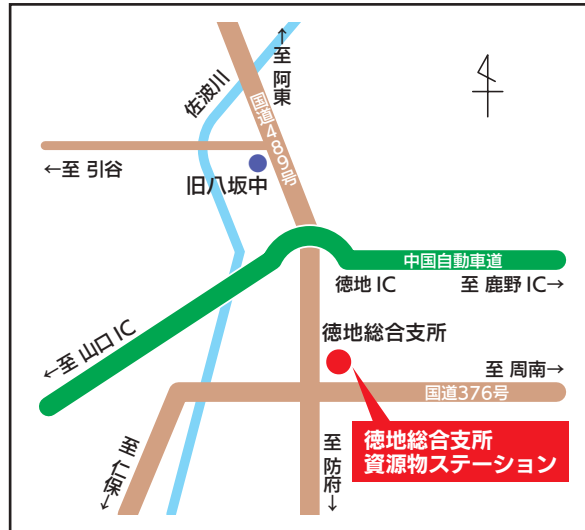 ←至 阿東
佐波川
国道489号
←至 引谷
旧八坂中
中国自動車道
徳地 IC
至 鹿野 IC→
←至 山口 IC
徳地総合支所
至 周南→
国道376号
徳地総合支所
資源物ステーション
至 仁保→
至 防府→